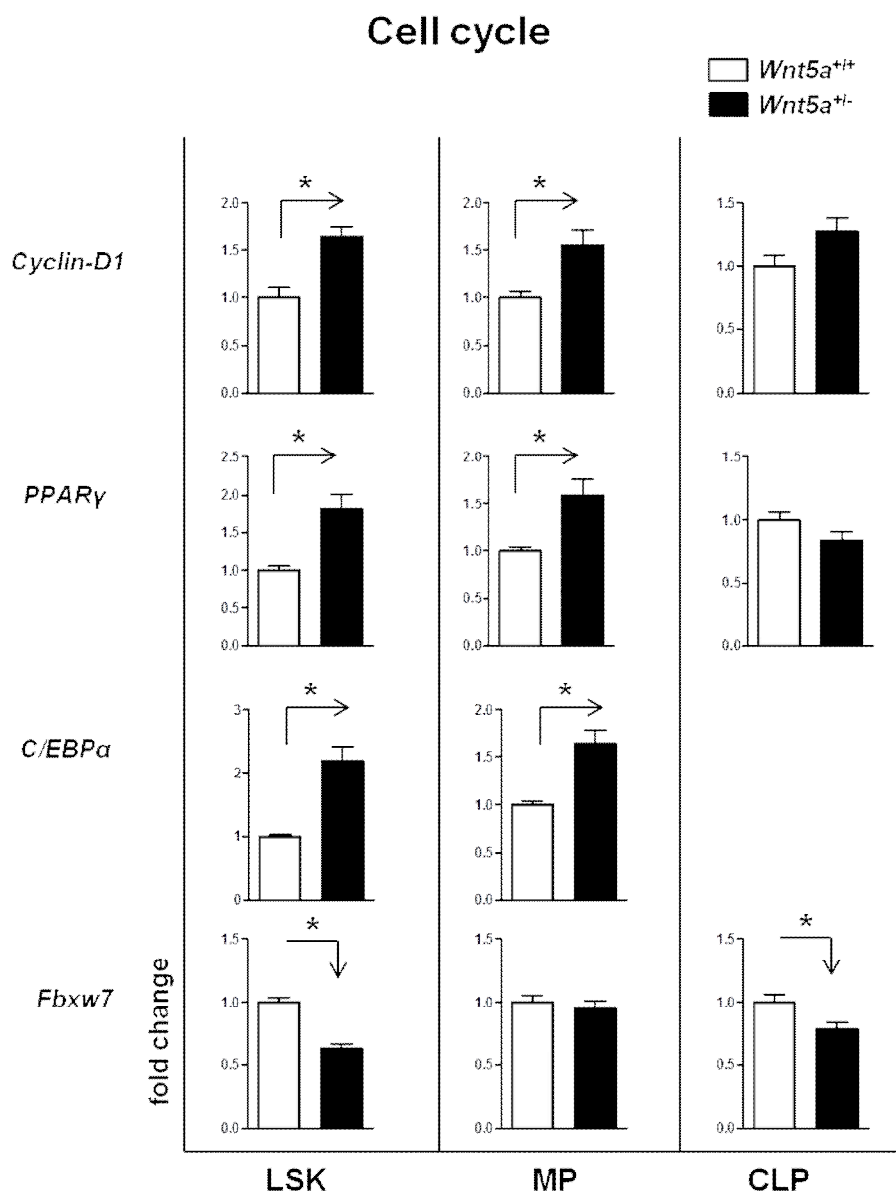 Cell cycle
Wnt5a+/+
Wnt5a+/-
Cyclin-D1
* * 
2.0 2.0 1.5
1.5 1.5 1.0
1.0 1.0 0.5
0.5 0.5 0.0
0.0 0.0
PPARγ
* *
2.5 2.0 1.5
2.0 1.5 1.0
1.5 1.0 0.5
1.0 0.5 0.0
0.5 0.0
0.0
C/EBPα
* *
3 2.0
2 1.5
1 1.0
0 0.5
0.0
Fbxw7
fold change
* *
1.5 1.5 1.5
1.0 1.0 1.0
0.5 0.5 0.5
0.0 0.0 0.0
LSK MP CLP